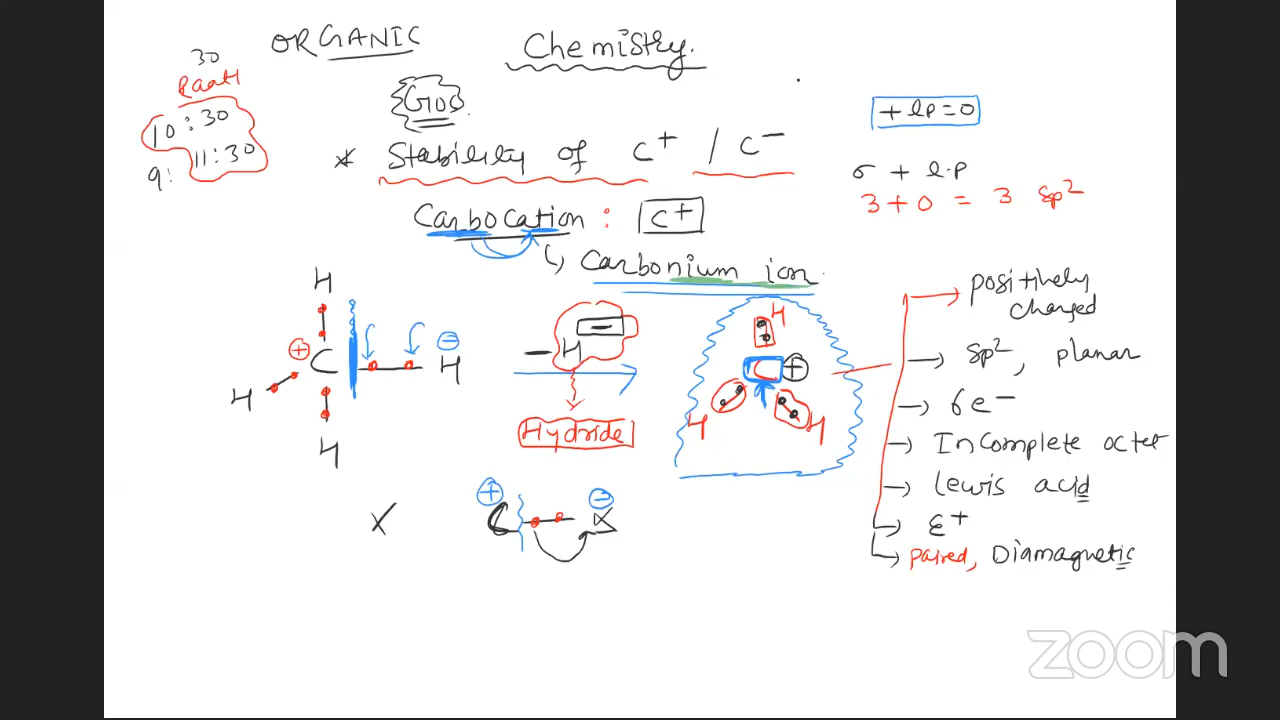 ORGANIC Chemistry.
30
Raat
10:30
9: 11:30
GOC
+ lp = 0
* Stability of C+ / C−
σ + l.p
3 + 0 = 3 sp²
Carbocation : C+
Carbonium ion
H
H C H
⊕ ⊖
H
− H −
Hydride
H
C ⊕
H H
→ positively charged
→ sp², planar
→ 6e−
→ Incomplete octet
→ lewis acid
→ E+
→ paired, Diamagnetic
X
⊕ ⊖
C
zoom